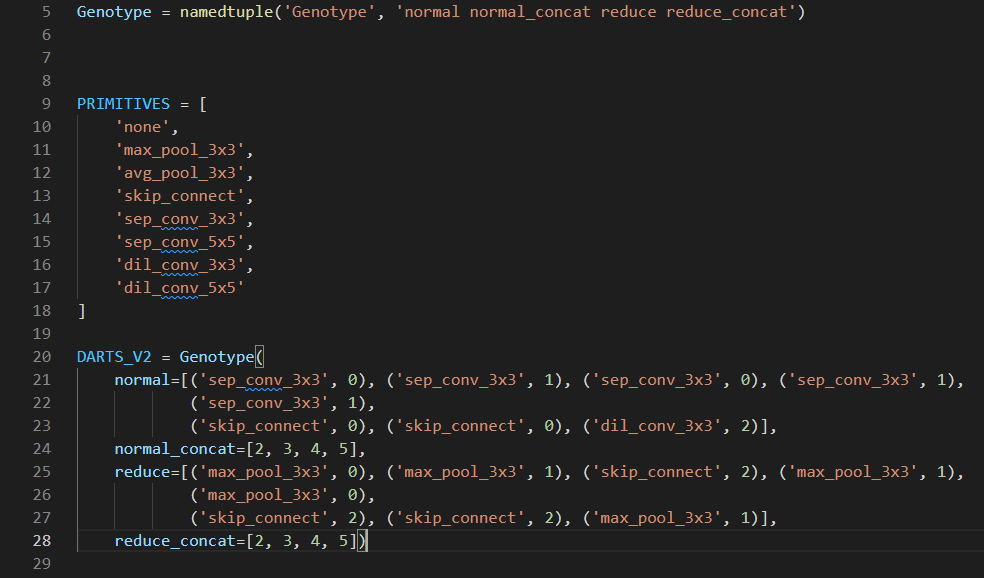 5 Genotype = namedtuple('Genotype', 'normal normal_concat reduce reduce_concat')
6
7
8
9 PRIMITIVES = [
10 'none',
11 'max_pool_3x3',
12 'avg_pool_3x3',
13 'skip_connect',
14 'sep_conv_3x3',
15 'sep_conv_5x5',
16 'dil_conv_3x3',
17 'dil_conv_5x5'
18 ]
19
20 DARTS_V2 = Genotype(
21 normal=[('sep_conv_3x3', 0), ('sep_conv_3x3', 1), ('sep_conv_3x3', 0), ('sep_conv_3x3', 1),
22 ('sep_conv_3x3', 1),
23 ('skip_connect', 0), ('skip_connect', 0), ('dil_conv_3x3', 2)],
24 normal_concat=[2, 3, 4, 5],
25 reduce=[('max_pool_3x3', 0), ('max_pool_3x3', 1), ('skip_connect', 2), ('max_pool_3x3', 1),
26 ('max_pool_3x3', 0),
27 ('skip_connect', 2), ('skip_connect', 2), ('max_pool_3x3', 1)],
28 reduce_concat=[2, 3, 4, 5])
29